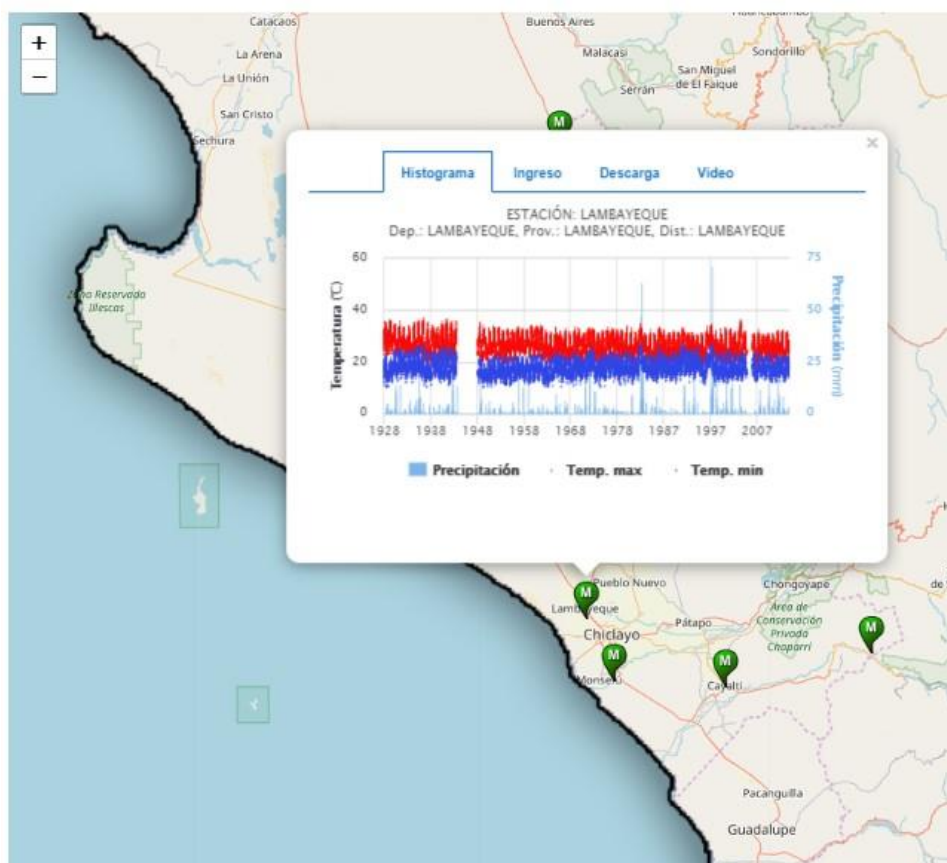 Catacaos
Buenos Aires
+
La Arena
Malacasi
Sondorillo
−
La Unión
San Miguel
de El Faique
Serrán
San Cristo
Sechura
M
×
Histograma Ingreso Descarga Video
ESTACIÓN: LAMBAYEQUE
Dep.: LAMBAYEQUE, Prov.: LAMBAYEQUE, Dist.: LAMBAYEQUE
60 75
40 50
20 25
0 0
Temperatura (°C)
Precipitación (mm)
1928 1938 1948 1958 1968 1978 1987 1997 2007
Precipitación Temp. max Temp. min
Zona Reservada
Illescas
Pueblo Nuevo
Chongoyape
de
M
Lambayeque
Área de
Conservación
Privada
Chaparri
Pátapo
Chiclayo
M
M
M
Monsefú
Cayaltí
Pacanguilla
Guadalupe